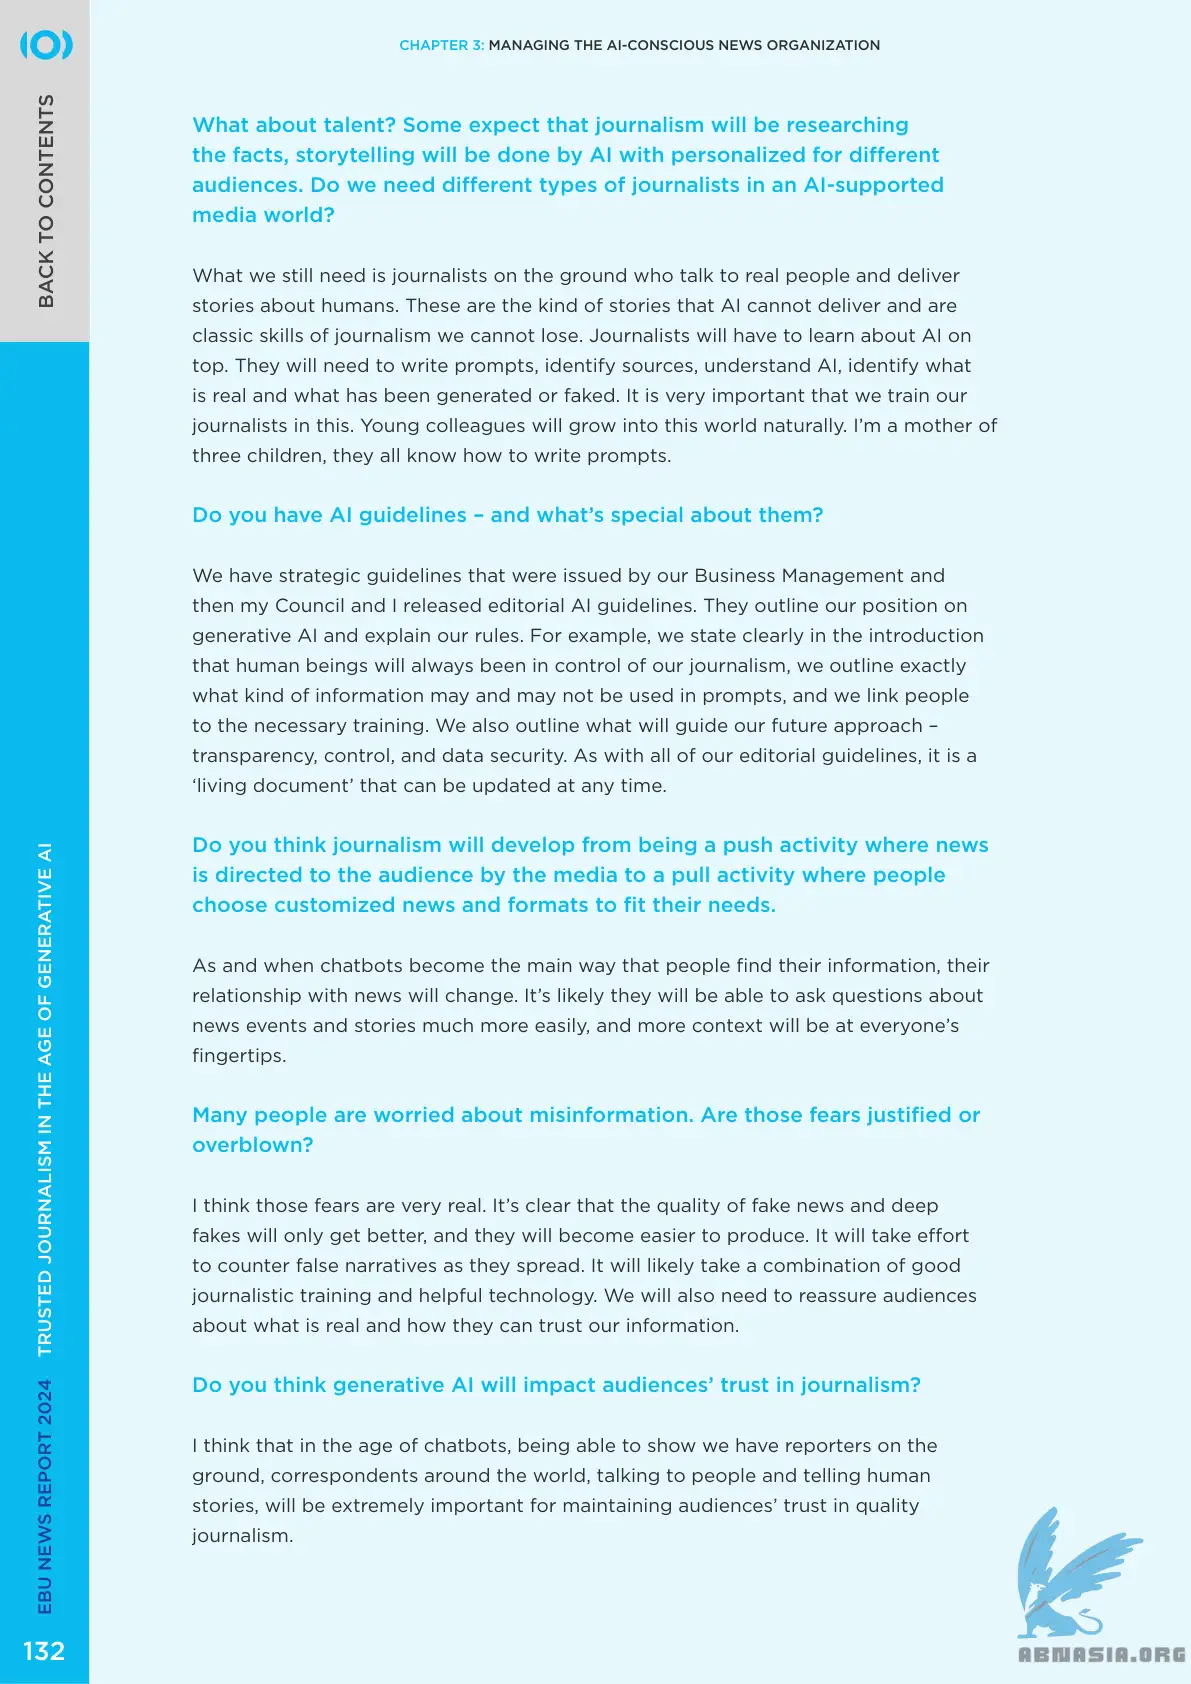 CHAPTER 3: MANAGING THE AI-CONSCIOUS NEWS ORGANIZATION
BACK TO CONTENTS
What about talent? Some expect that journalism will be researching
the facts, storytelling will be done by AI with personalized for different
audiences. Do we need different types of journalists in an AI-supported
media world?
What we still need is journalists on the ground who talk to real people and deliver
stories about humans. These are the kind of stories that AI cannot deliver and are
classic skills of journalism we cannot lose. Journalists will have to learn about AI on
top. They will need to write prompts, identify sources, understand AI, identify what
is real and what has been generated or faked. It is very important that we train our
journalists in this. Young colleagues will grow into this world naturally. I’m a mother of
three children, they all know how to write prompts.
Do you have AI guidelines – and what’s special about them?
We have strategic guidelines that were issued by our Business Management and
then my Council and I released editorial AI guidelines. They outline our position on
generative AI and explain our rules. For example, we state clearly in the introduction
that human beings will always been in control of our journalism, we outline exactly
what kind of information may and may not be used in prompts, and we link people
to the necessary training. We also outline what will guide our future approach –
transparency, control, and data security. As with all of our editorial guidelines, it is a
‘living document’ that can be updated at any time.
Do you think journalism will develop from being a push activity where news
is directed to the audience by the media to a pull activity where people
choose customized news and formats to fit their needs.
As and when chatbots become the main way that people find their information, their
relationship with news will change. It’s likely they will be able to ask questions about
news events and stories much more easily, and more context will be at everyone’s
fingertips.
Many people are worried about misinformation. Are those fears justified or
overblown?
I think those fears are very real. It’s clear that the quality of fake news and deep
fakes will only get better, and they will become easier to produce. It will take effort
to counter false narratives as they spread. It will likely take a combination of good
journalistic training and helpful technology. We will also need to reassure audiences
about what is real and how they can trust our information.
Do you think generative AI will impact audiences’ trust in journalism?
I think that in the age of chatbots, being able to show we have reporters on the
ground, correspondents around the world, talking to people and telling human
stories, will be extremely important for maintaining audiences’ trust in quality
journalism.
EBU NEWS REPORT 2024 TRUSTED JOURNALISM IN THE AGE OF GENERATIVE AI
132
ABNASIA.ORG